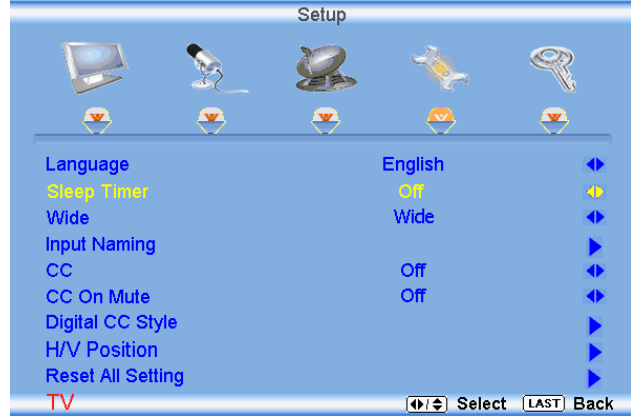 Setup
Language English
Sleep Timer Off
Wide Wide
Input Naming
CC Off
CC On Mute Off
Digital CC Style
H/V Position
Reset All Setting
TV Select LAST Back